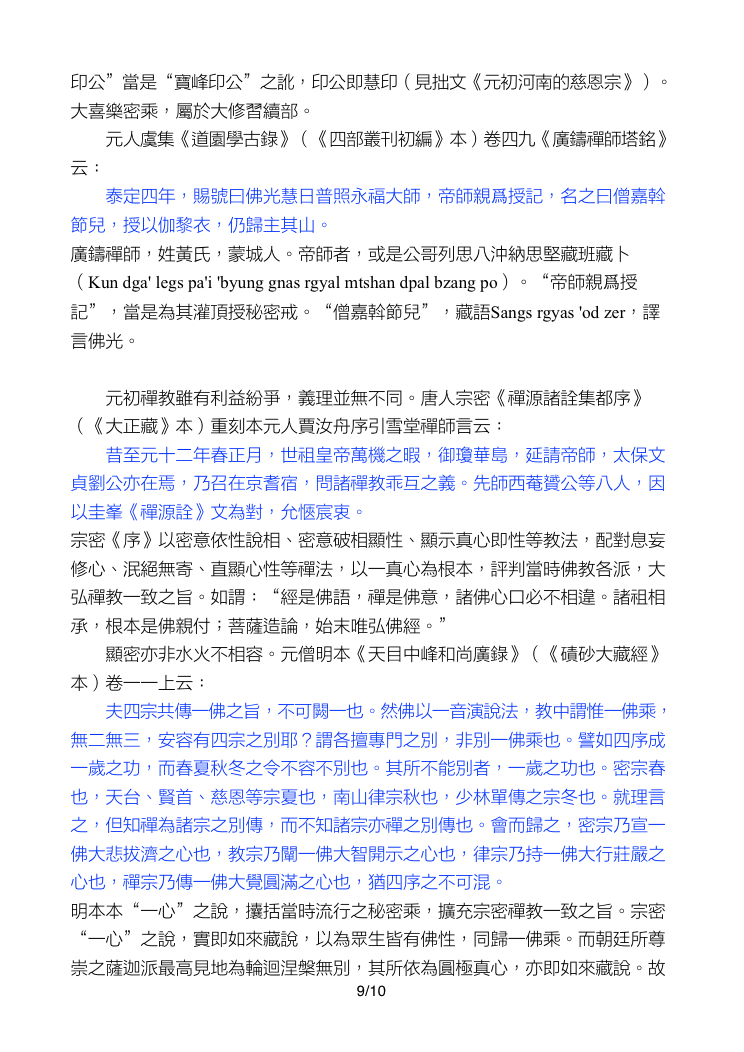 印公”當是“寶峰印公”之訛，印公即慧印（見拙文《元初河南的慈恩宗》）。
大喜樂密乘，屬於大修習續部。
元人虞集《道園學古錄》（《四部叢刊初編》本）卷四九《廣鑄禪師塔銘》
云：
泰定四年，賜號曰佛光慧日普照永福大師，帝師親爲授記，名之曰僧嘉斡
節兒，授以伽黎衣，仍歸主其山。
廣鑄禪師，姓黃氏，蒙城人。帝師者，或是公哥列思八沖納思堅藏班藏卜
（Kun dga' legs pa'i 'byung gnas rgyal mtshan dpal bzang po）。“帝師親爲授
記”，當是為其灌頂授秘密戒。“僧嘉斡節兒”，藏語Sangs rgyas 'od zer，譯
言佛光。
元初禪教雖有利益紛爭，義理並無不同。唐人宗密《禪源諸詮集都序》
（《大正藏》本）重刻本元人賈汝舟序引雪堂禪師言云：
昔至元十二年春正月，世祖皇帝萬機之暇，御瓊華島，延請帝師，太保文
貞劉公亦在焉，乃召在京耆宿，問諸禪教乖互之義。先師西菴贇公等八人，因
以圭峯《禪源詮》文為對，允愜宸衷。
宗密《序》以密意依性說相、密意破相顯性、顯示真心即性等教法，配對息妄
修心、泯絕無寄、直顯心性等禪法，以一真心為根本，評判當時佛教各派，大
弘禪教一致之旨。如謂：“經是佛語，禪是佛意，諸佛心口必不相違。諸祖相
承，根本是佛親付；菩薩造論，始末唯弘佛經。”
顯密亦非水火不相容。元僧明本《天目中峰和尚廣錄》（《磧砂大藏經》
本）卷一一上云：
夫四宗共傳一佛之旨，不可闕一也。然佛以一音演說法，教中謂惟一佛乘，
無二無三，安容有四宗之別耶？謂各擅專門之別，非別一佛乘也。譬如四序成
一歲之功，而春夏秋冬之令不容不別也。其所不能別者，一歲之功也。密宗春
也，天台、賢首、慈恩等宗夏也，南山律宗秋也，少林單傳之宗冬也。就理言
之，但知禪為諸宗之別傳，而不知諸宗亦禪之別傳也。會而歸之，密宗乃宣一
佛大悲拔濟之心也，教宗乃闡一佛大智開示之心也，律宗乃持一佛大行莊嚴之
心也，禪宗乃傳一佛大覺圓滿之心也，猶四序之不可混。
明本本“一心”之說，攘括當時流行之秘密乘，擴充宗密禪教一致之旨。宗密
“一心”之說，實即如來藏說，以為眾生皆有佛性，同歸一佛乘。而朝廷所尊
崇之薩迦派最高見地為輪迴涅槃無別，其所依為圓極真心，亦即如來藏說。故
9/10